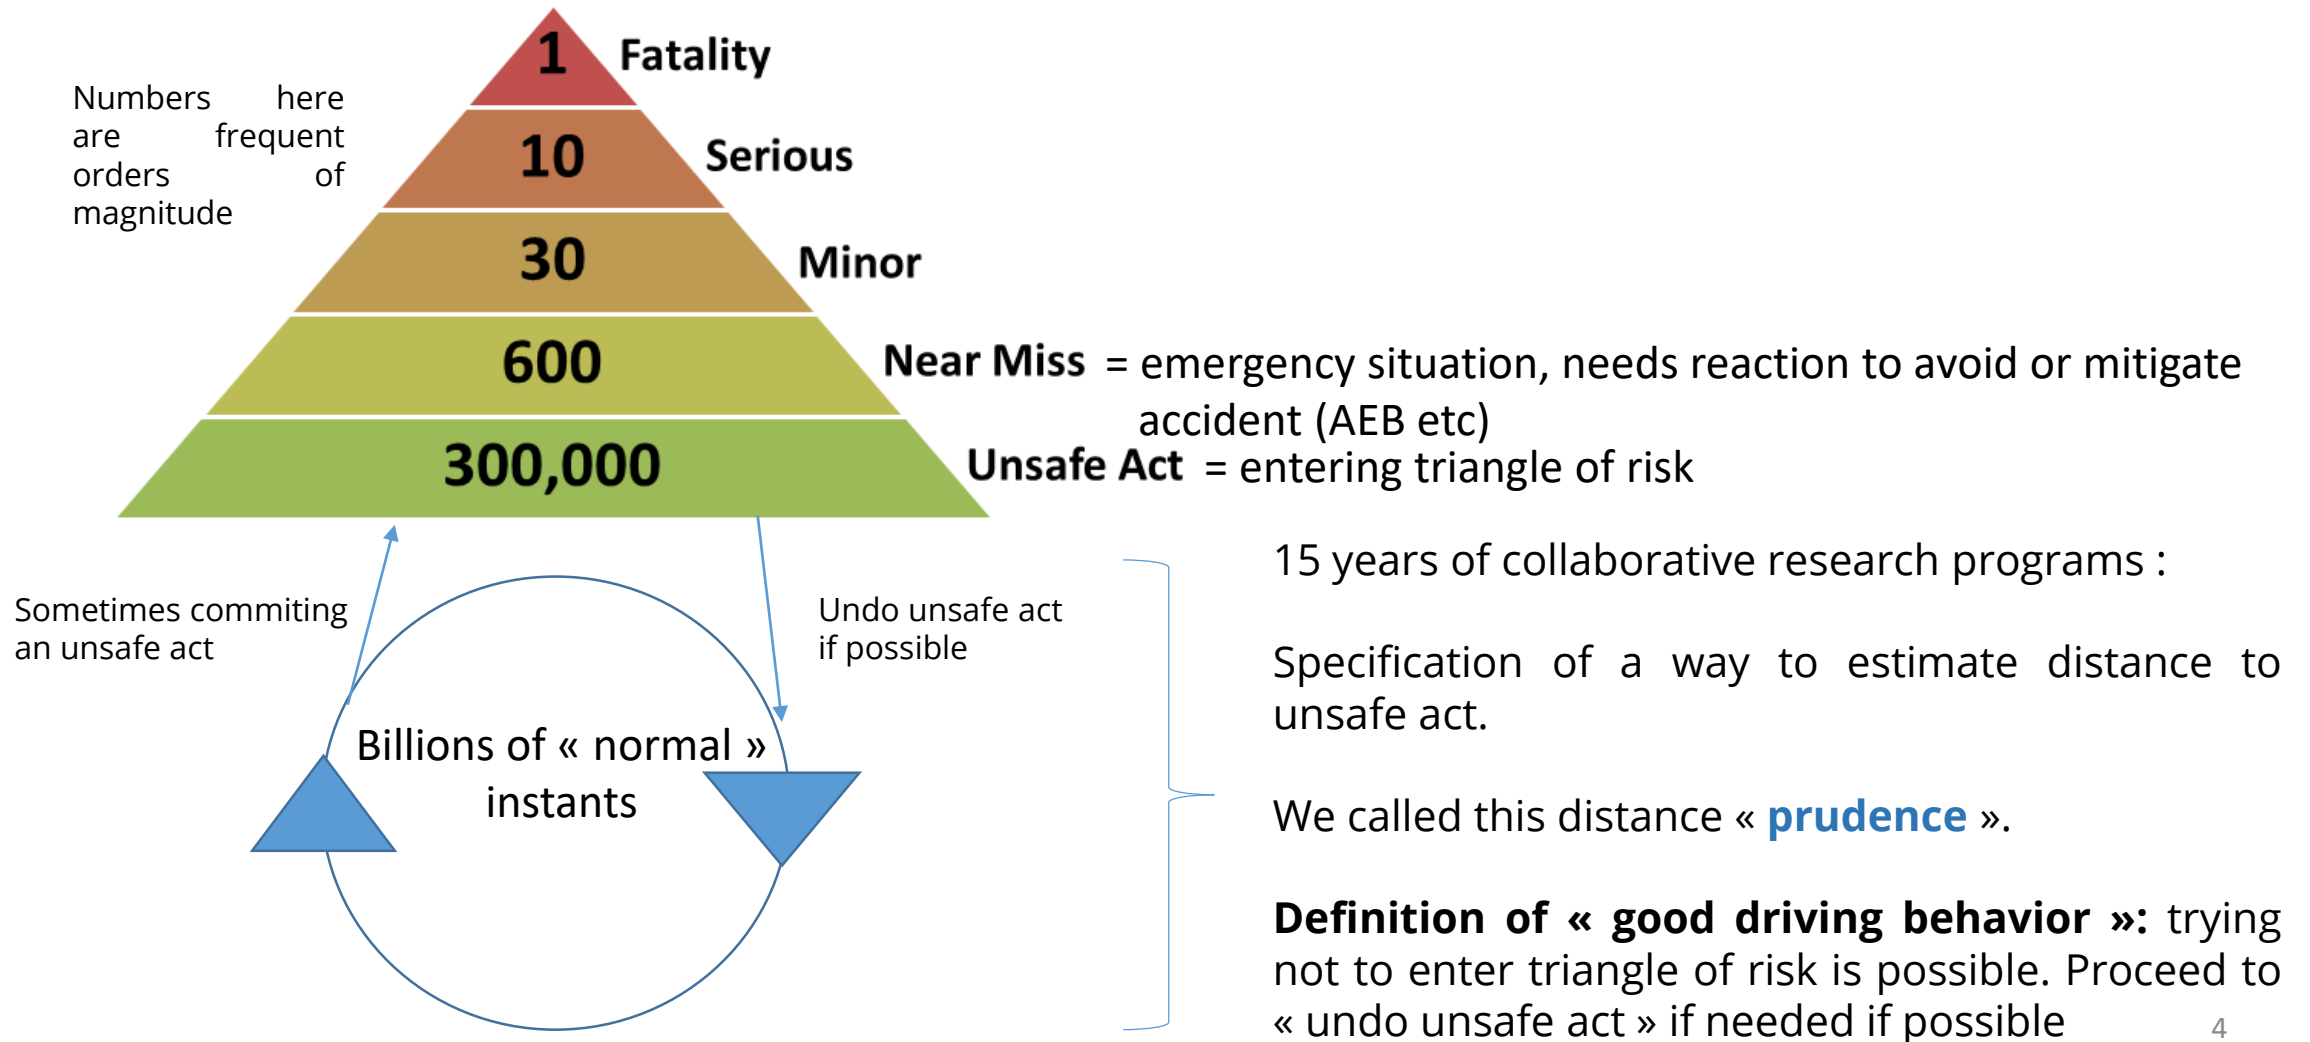 1 Fatality
Numbers here
are frequent
orders of
magnitude
10 Serious
30 Minor
600 Near Miss = emergency situation, needs reaction to avoid or mitigate
accident (AEB etc)
300,000 Unsafe Act = entering triangle of risk
Sometimes commiting
an unsafe act
Undo unsafe act
if possible
Billions of « normal »
instants
15 years of collaborative research programs :
Specification of a way to estimate distance to
unsafe act.
We called this distance « prudence ».
Definition of « good driving behavior »: trying
not to enter triangle of risk is possible. Proceed to
« undo unsafe act » if needed if possible
4